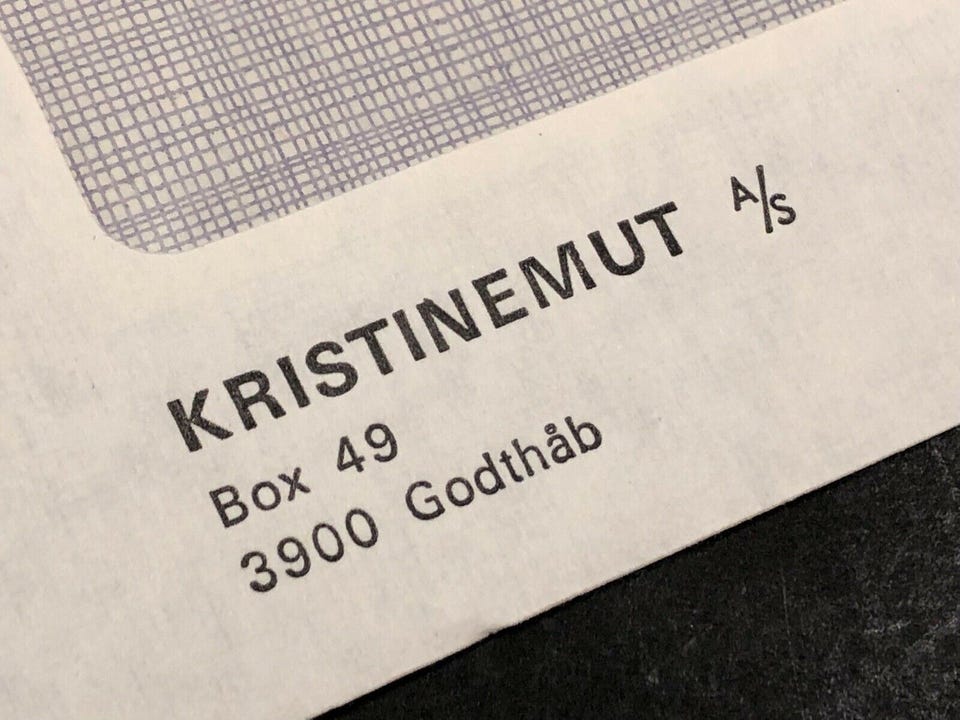 KRISTINEMUT A/S
Box 49
3900 Godthåb